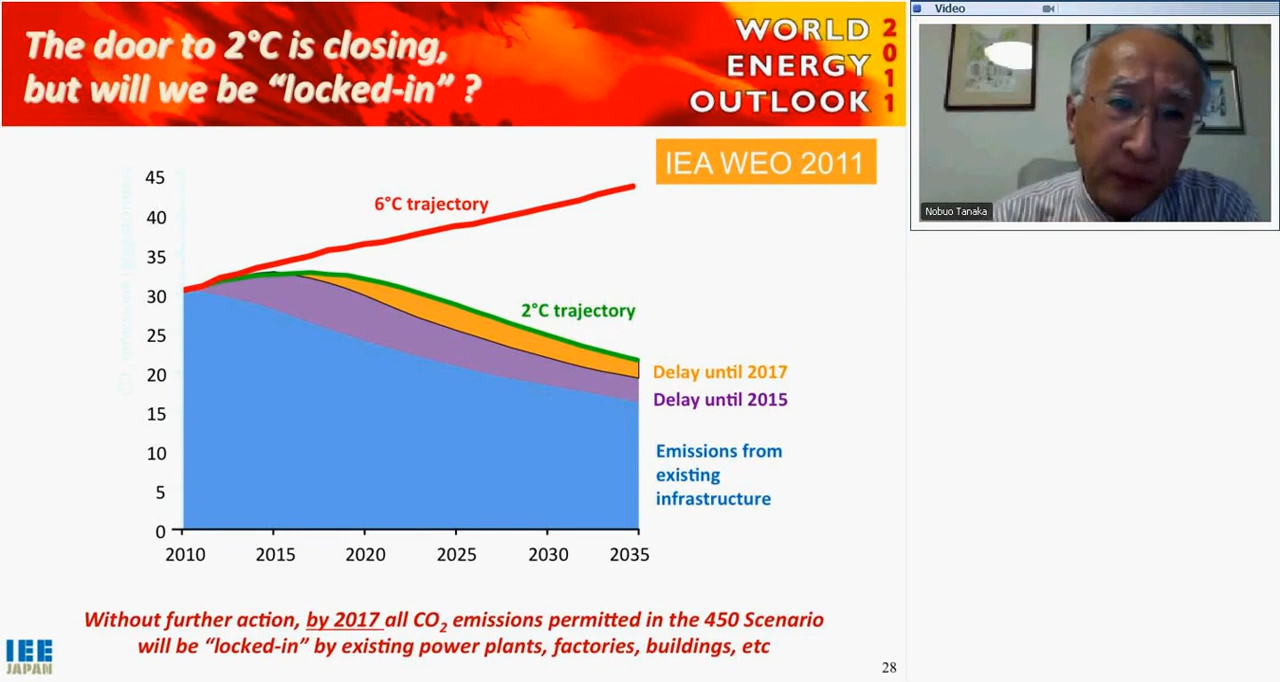 The door to 2°C is closing,
but will we be “locked-in” ?
WORLD
ENERGY
OUTLOOK
2011
Video
Nobuo Tanaka
IEA WEO 2011
45
40
35
30
25
20
15
10
5
0
2010 2015 2020 2025 2030 2035
6°C trajectory
2°C trajectory
Delay until 2017
Delay until 2015
Emissions from
existing
infrastructure
Without further action, by 2017 all CO2 emissions permitted in the 450 Scenario
will be “locked-in” by existing power plants, factories, buildings, etc
IEE
JAPAN
28